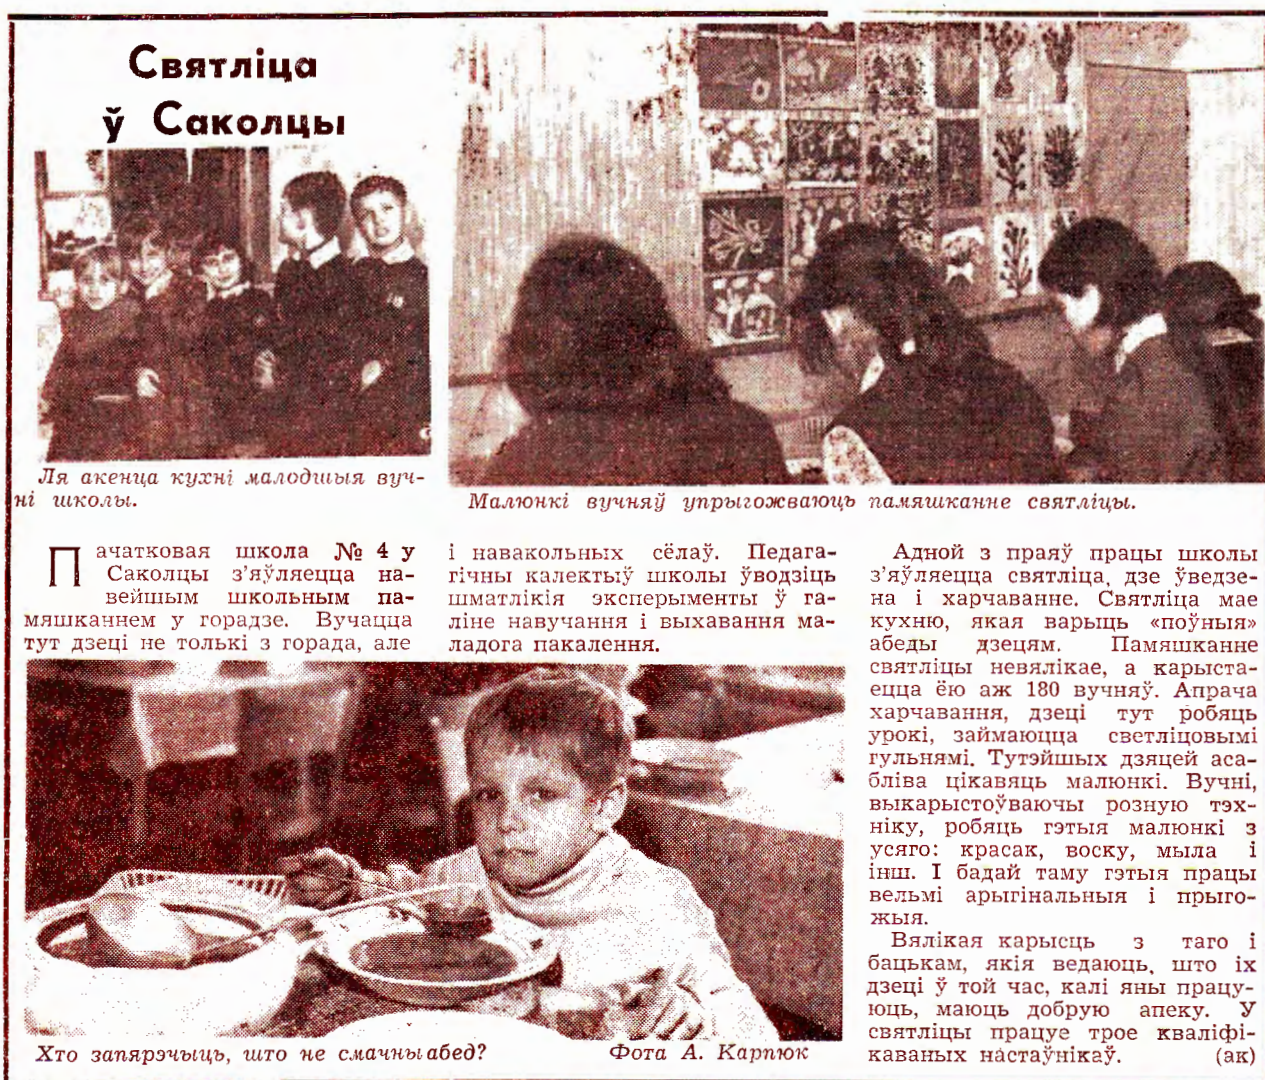 Святліца
ў Саколцы
Ля акенца кухні малодшыя вуч-
ні школы.
Малюнкі вучняў упрыгожваюць памяшканне святліцы.
Пачатковая школа № 4 у
Саколцы з'яўляецца на-
вейшым школьным па-
мяшканнем у горадзе. Вучацца
тут дзеці не толькі з горада, але
і навакольных сёлаў. Педага-
гічны калектыў школы ўводзіць
шматлікія эксперыменты ў га-
ліне навучання і выхавання ма-
ладога пакалення.
Адной з праяў працы школы
з'яўляецца святліца, дзе ўведзе-
на і харчаванне. Святліца мае
кухню, якая варыць «поўныя»
абеды дзецям. Памяшканне
святліцы невялікае, а карыста-
ецца ёю аж 180 вучняў. Апрача
харчавання, дзеці тут робяць
урокі, займаюцца светліцовымі
гульнямі. Тутэйшых дзяцей аса-
бліва цікавяць малюнкі. Вучні,
выкарыстоўваючы розную тэх-
ніку, робяць гэтыя малюнкі з
усяго: красак, воску, мыла і
інш. І бадай таму гэтыя працы
вельмі арыгінальныя і прыго-
жыя.
Вялікая карысць з таго і
бацькам, якія ведаюць, што іх
дзеці ў той час, калі яны працу-
юць, маюць добрую апеку. У
святліцы працуе трое кваліфі-
каваных настаўнікаў. (ак)
Хто запярэчыць, што не смачны абед?
Фота А. Карпюк